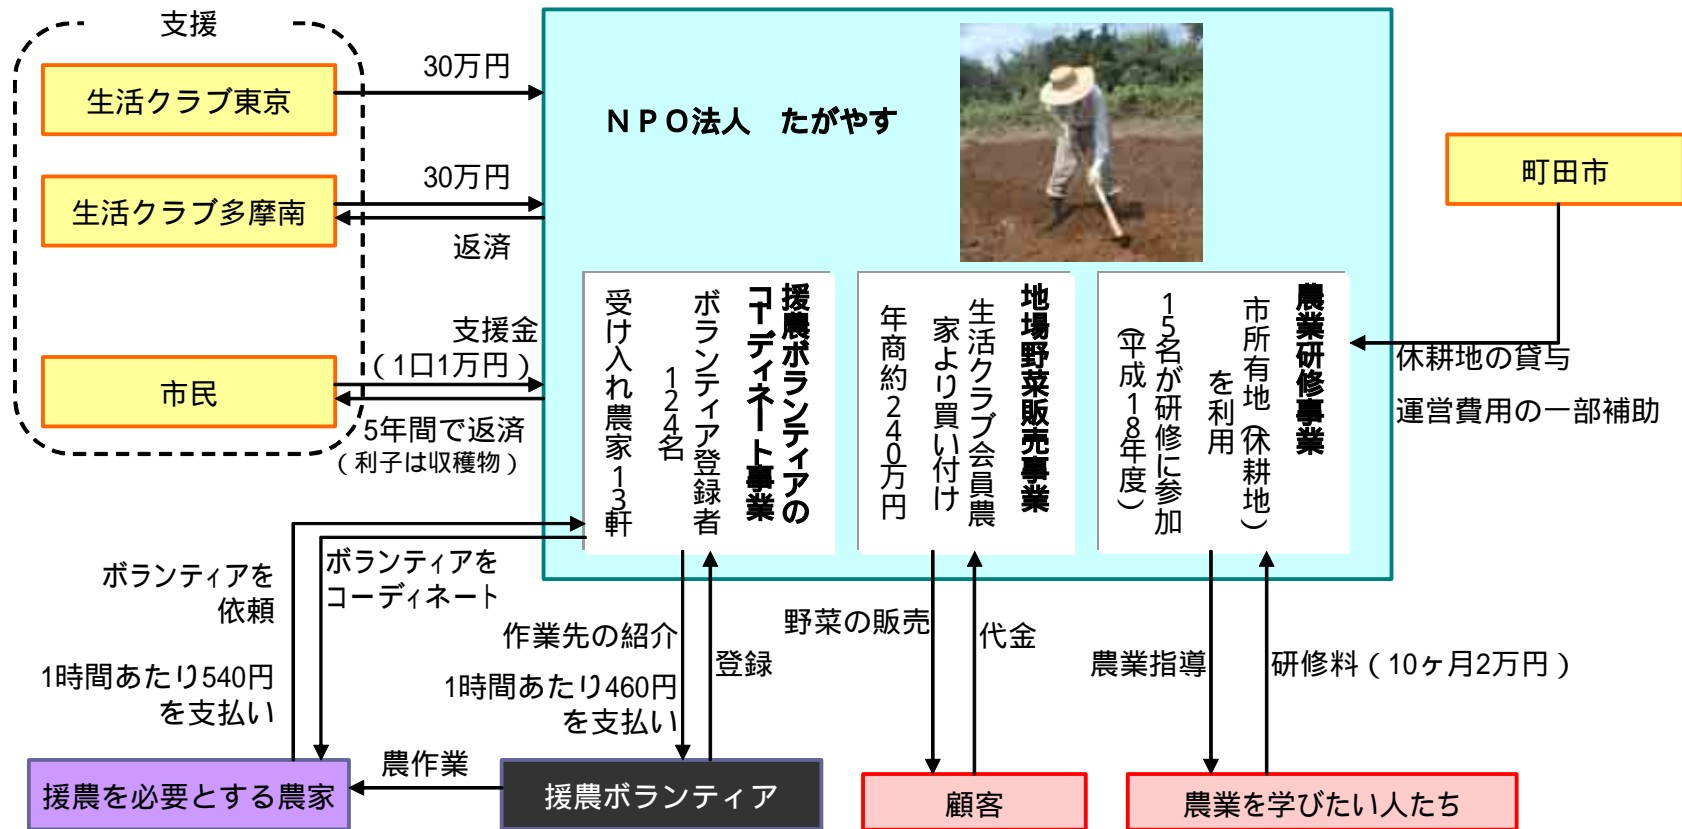 支援
生活クラブ東京
30万円
生活クラブ多摩南
30万円
返済
市民
支援金
（1口1万円）
5年間で返済
（利子は収穫物）
ＮＰＯ法人　たがやす
町田市
休耕地の貸与
運営費用の一部補助
農業研修事業
市所有地（休耕地）
を利用
15名が研修に参加
（平成18年度）
地場野菜販売事業
生活クラブ会員農
家より買い付け
年商約240万円
援農ボランティアの
コーディネート事業
ボランティア登録者
124名
受け入れ農家13軒
ボランティアを
依頼
1時間あたり540円
を支払い
ボランティアを
コーディネート
作業先の紹介
1時間あたり460円
を支払い
登録
野菜の販売
代金
農業指導
研修料（10ヶ月2万円）
援農を必要とする農家
農作業
援農ボランティア
顧客
農業を学びたい人たち